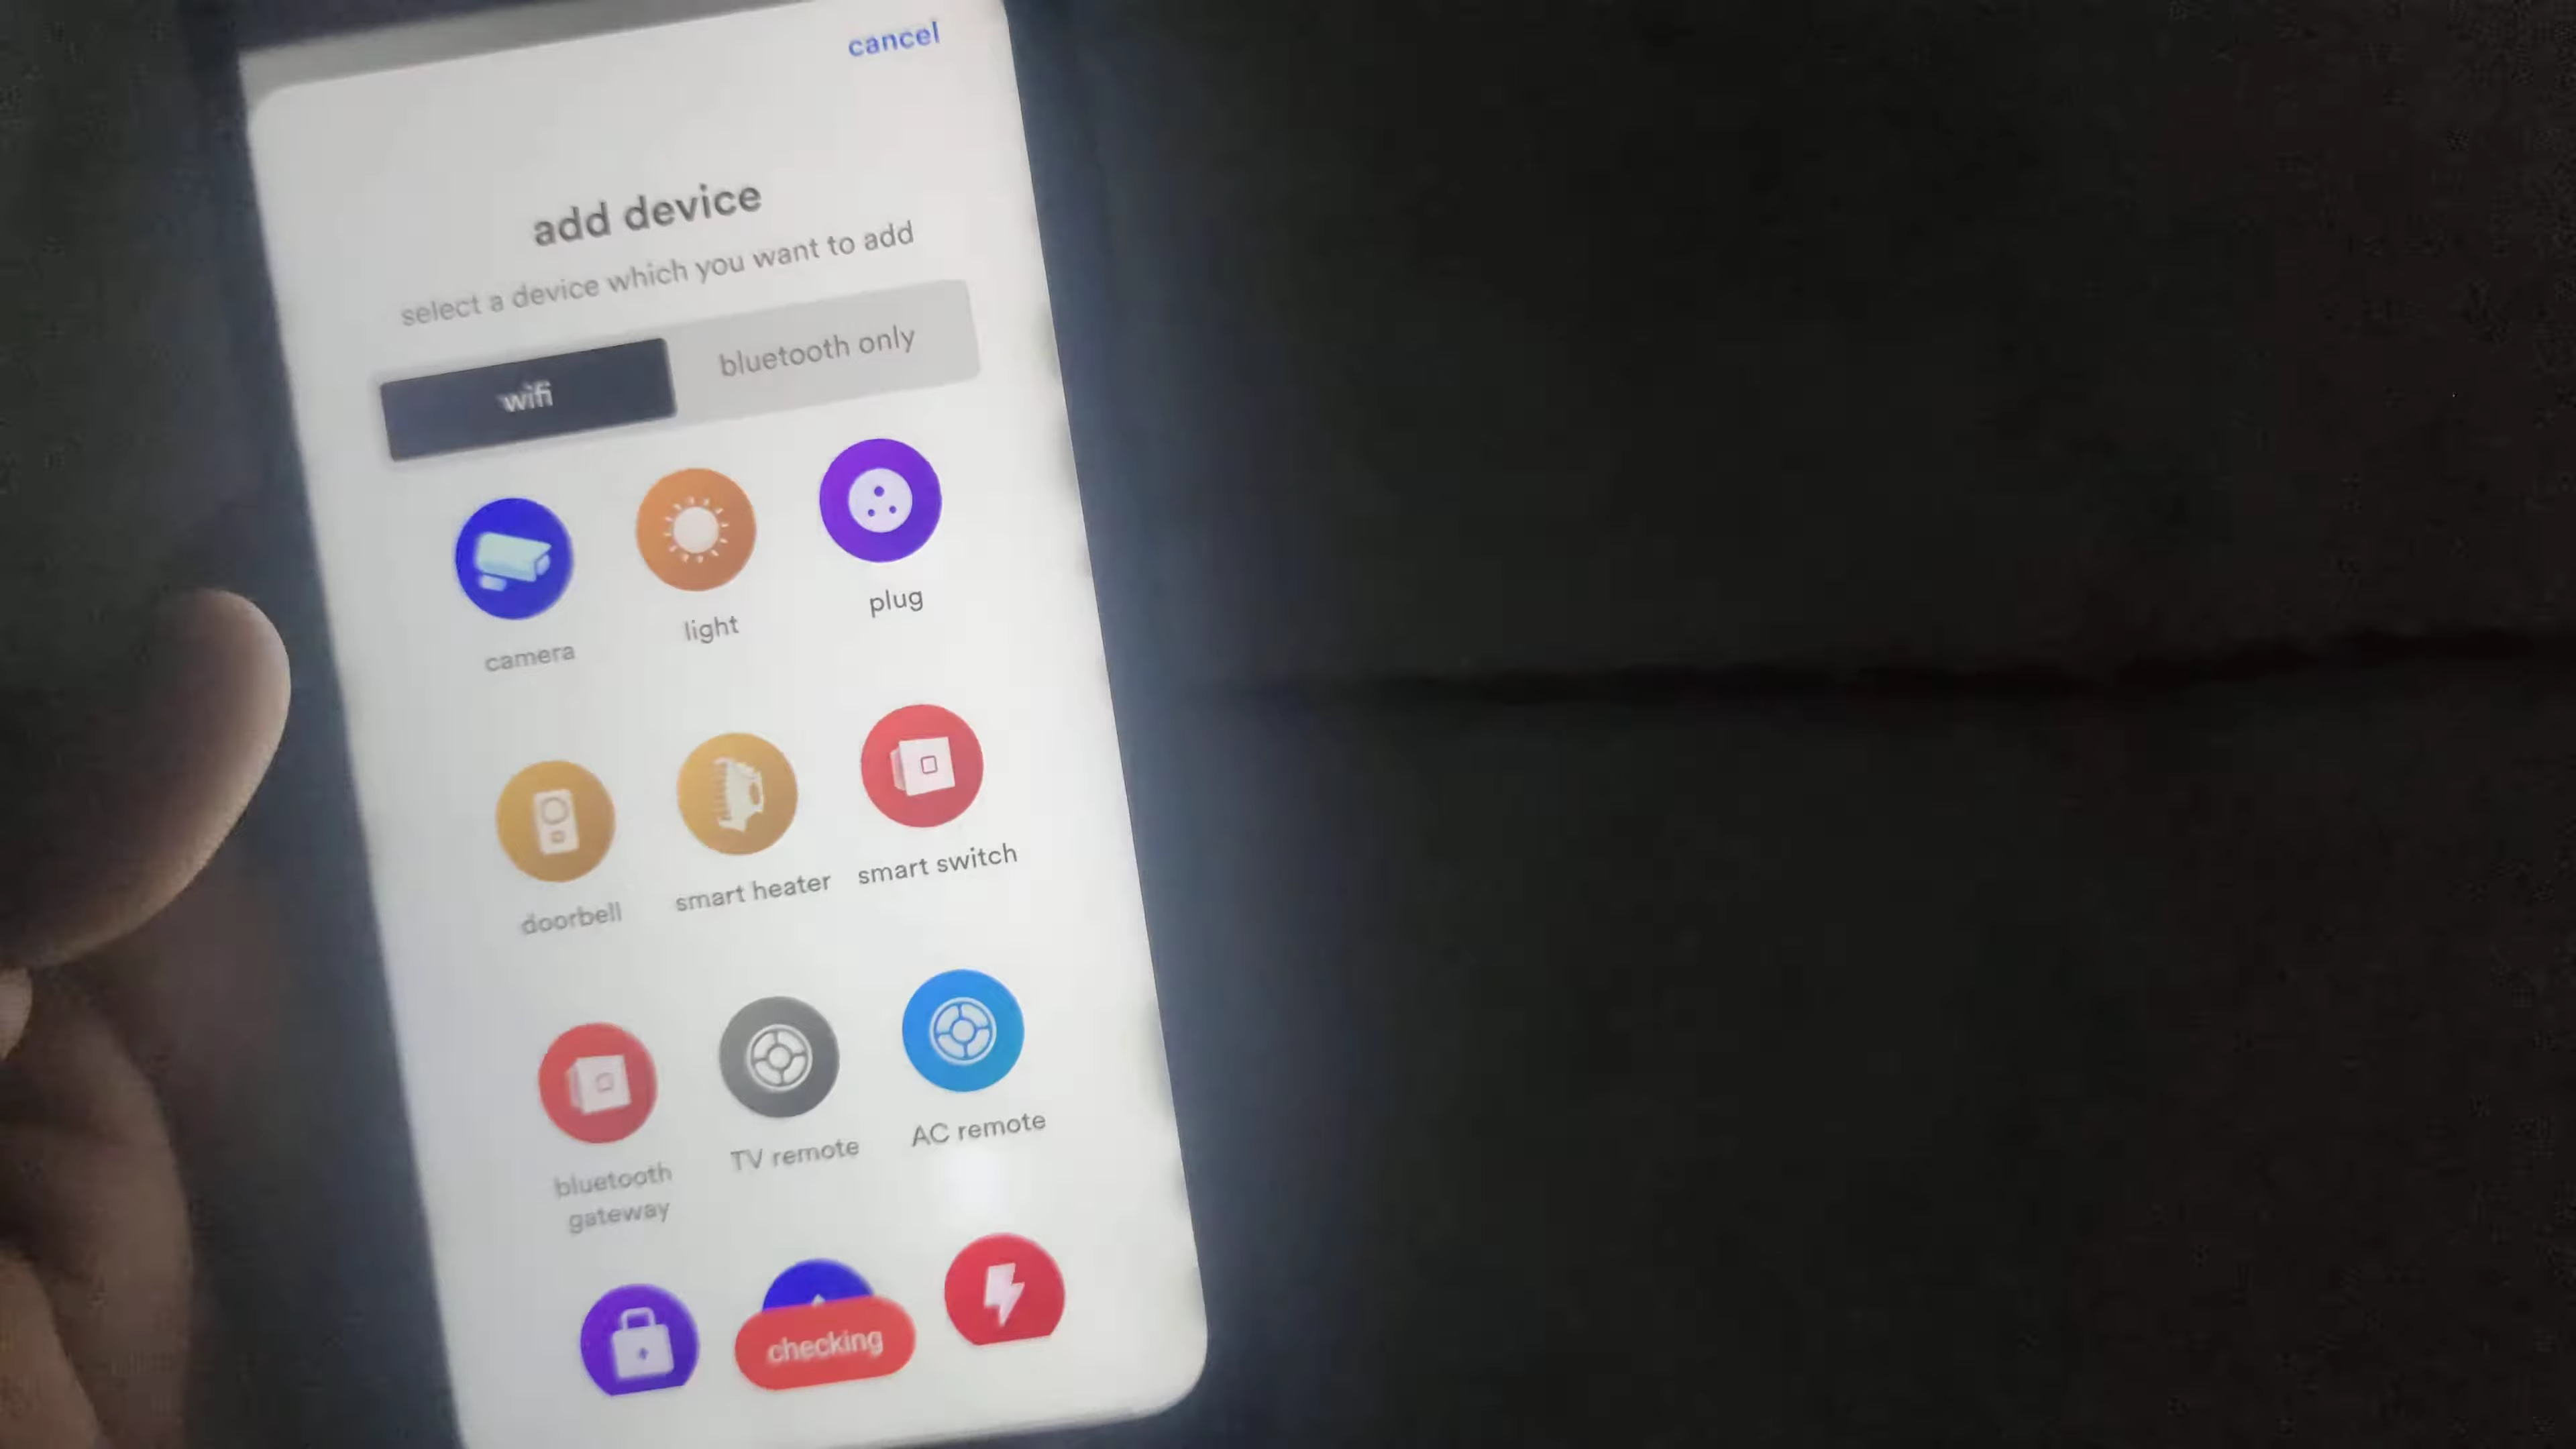 cancel
add device
select a device which you want to add
wifi
bluetooth only
camera
light
plug
doorbell
smart heater
smart switch
bluetooth
gateway
TV remote
AC remote
checking